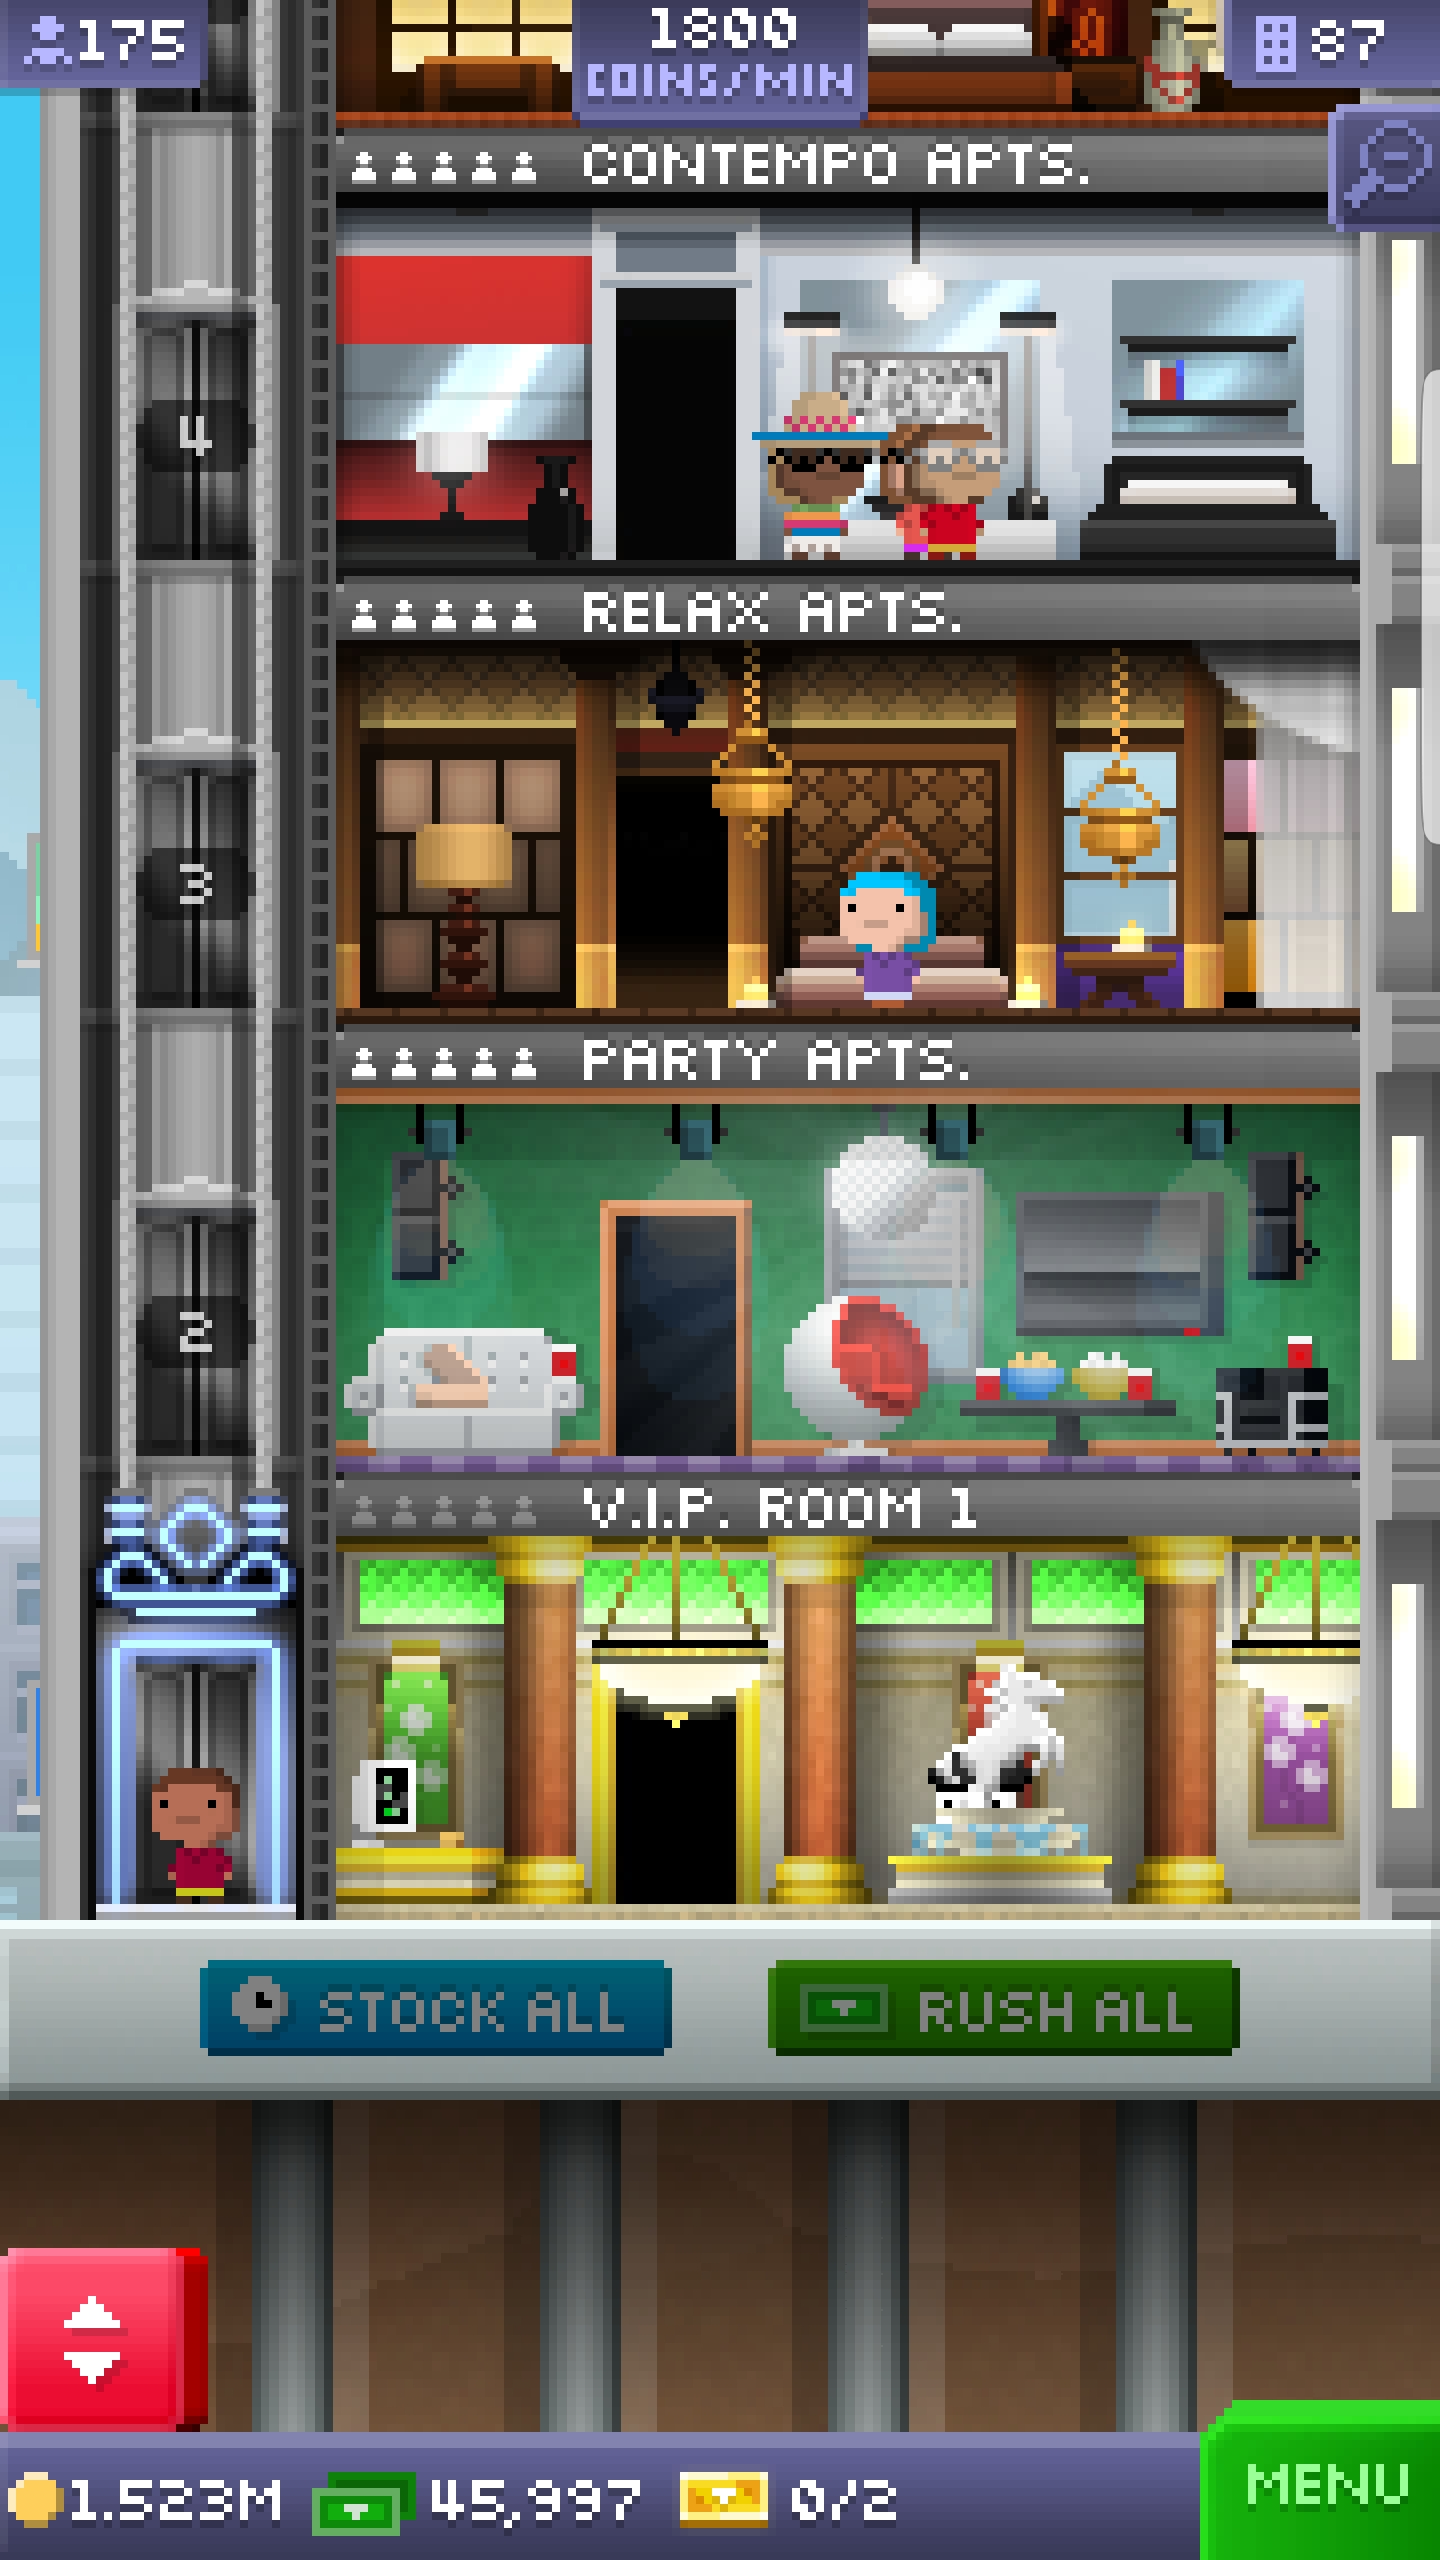 175
1800
COINS/MIN
87
CONTEMPO APTS.
4
RELAX APTS.
3
PARTY APTS.
2
V.I.P. ROOM 1
STOCK ALL
RUSH ALL
1.523M
45,997
0/2
MENU